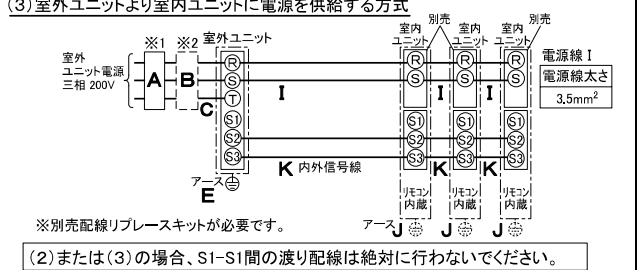 (3)室外ユニットより室内ユニットに電源を供給する方式
※1 ※2 室外ユニット
室内ユニット 別売 室内ユニット 室内ユニット 別売
室外
ユニット電源
三相 200V
A B C
R
S
T
S1
S2
S3
I
K 内外信号線
アース
E
R R R
S S S
I I
S1 S1 S1
S2 S2 S2
S3 S3 S3
K K
リモコン内蔵 リモコン内蔵 リモコン内蔵
アース J J J
電源線 I
電源線太さ
3.5mm²
※別売配線リプレースキットが必要です。
(2)または(3)の場合、S1-S1間の渡り配線は絶対に行わないでください。